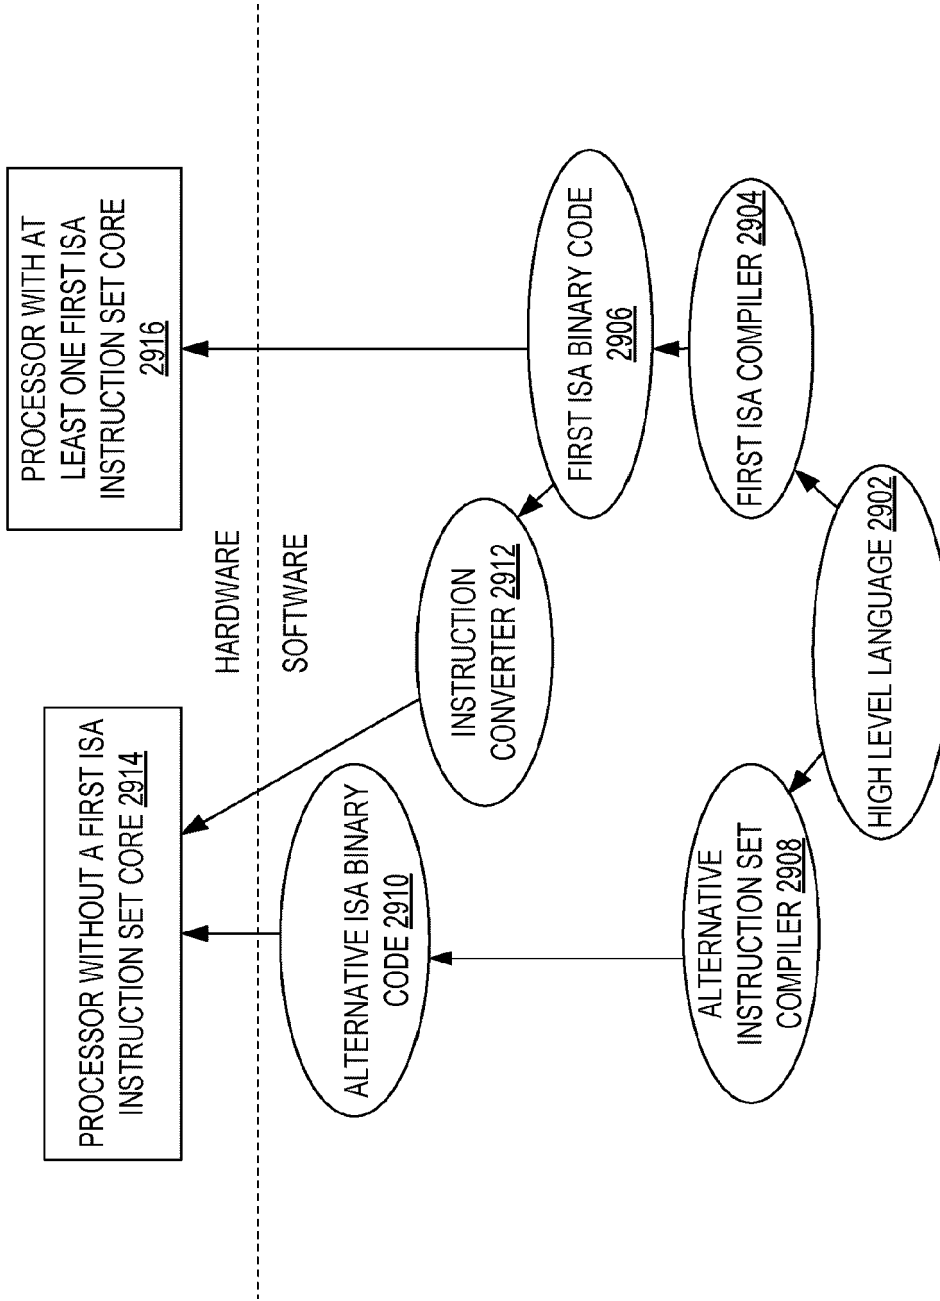 PROCESSOR WITHOUT A FIRST ISA
INSTRUCTION SET CORE 2914
PROCESSOR WITH AT
LEAST ONE FIRST ISA
INSTRUCTION SET CORE
2916
HARDWARE
SOFTWARE
ALTERNATIVE ISA BINARY
CODE 2910
INSTRUCTION
CONVERTER 2912
FIRST ISA BINARY CODE
2906
ALTERNATIVE
INSTRUCTION SET
COMPILER 2908
FIRST ISA COMPILER 2904
HIGH LEVEL LANGUAGE 2902